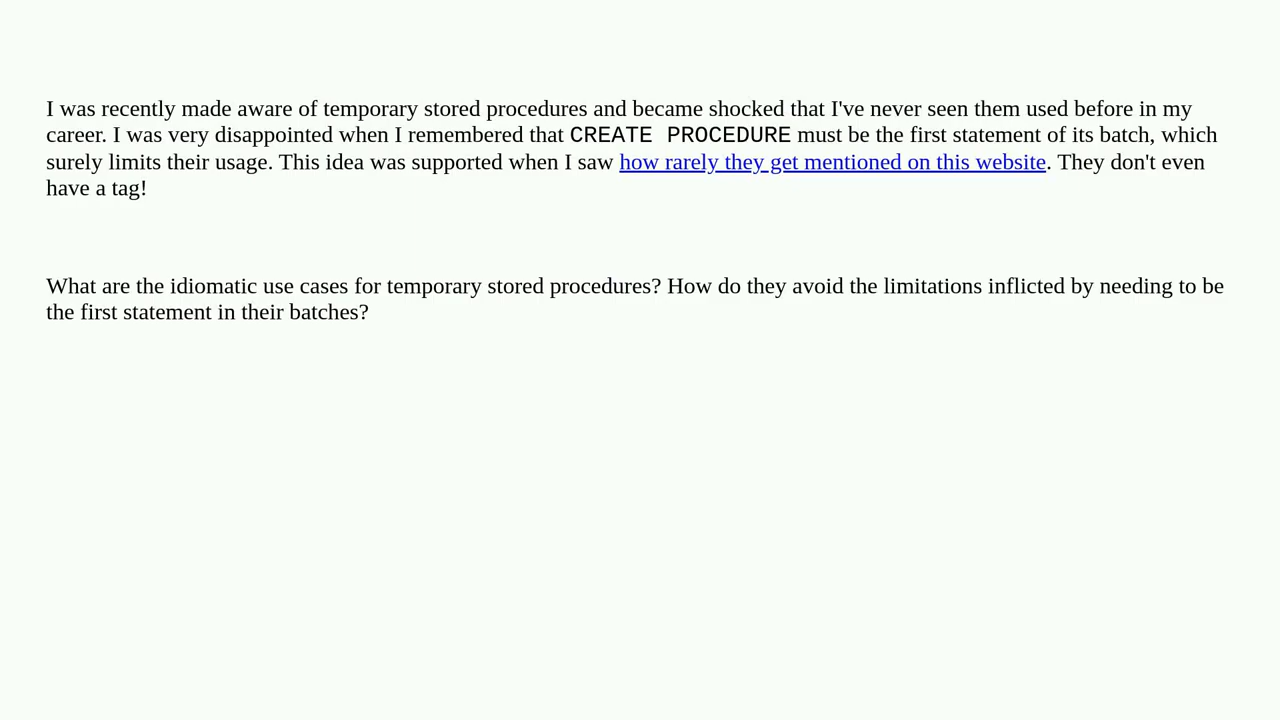 I was recently made aware of temporary stored procedures and became shocked that I've never seen them used before in my
career. I was very disappointed when I remembered that CREATE PROCEDURE must be the first statement of its batch, which
surely limits their usage. This idea was supported when I saw how rarely they get mentioned on this website. They don't even
have a tag!
What are the idiomatic use cases for temporary stored procedures? How do they avoid the limitations inflicted by needing to be
the first statement in their batches?